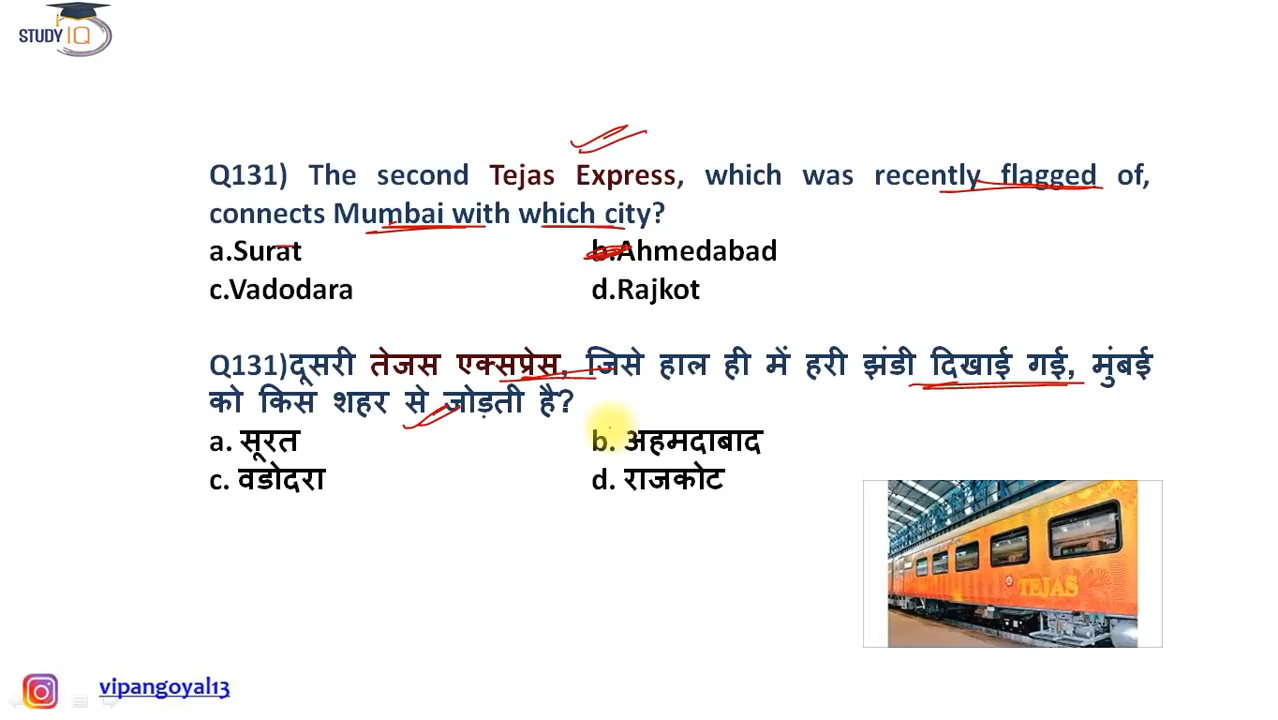 STUDY IQ
Q131) The second Tejas Express, which was recently flagged of,
connects Mumbai with which city?
a.Surat b.Ahmedabad
c.Vadodara d.Rajkot
Q131)दूसरी तेजस एक्सप्रेस, जिसे हाल ही में हरी झंडी दिखाई गई, मुंबई
को किस शहर से जोड़ती है?
a. सूरत b. अहमदाबाद
c. वडोदरा d. राजकोट
TEJAS
vipangoyal13